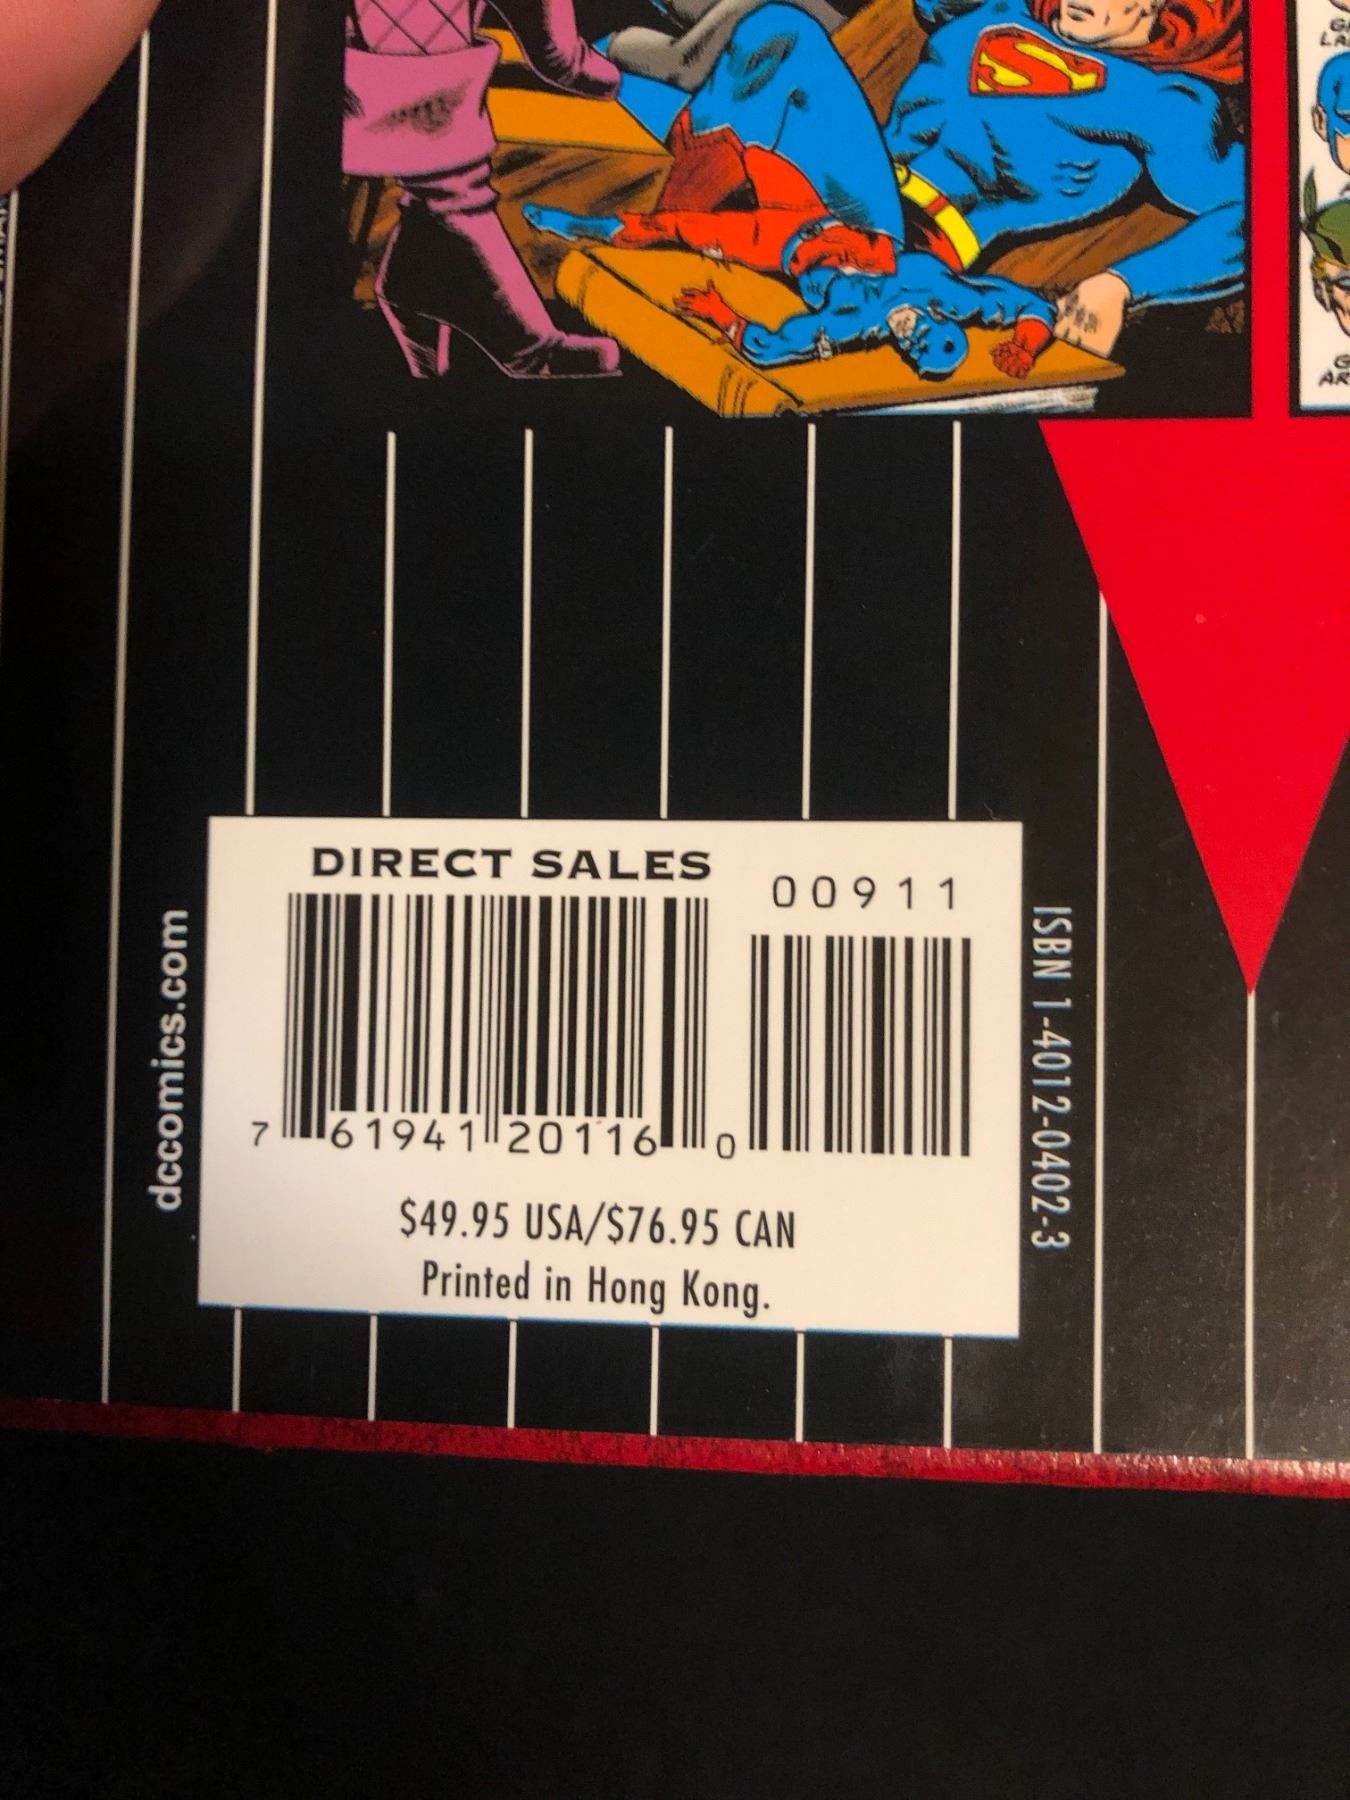 DIRECT SALES
00911
7 61941 20116 0
$49.95 USA/$76.95 CAN
Printed in Hong Kong.
dccomics.com
ISBN 1-4012-0402-3